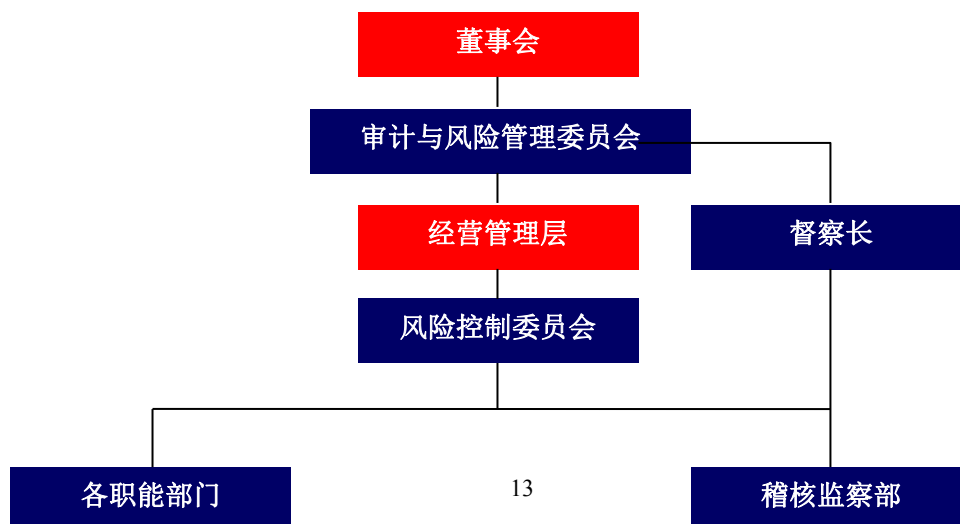 董事会
审计与风险管理委员会
经营管理层
督察长
风险控制委员会
各职能部门
13
稽核监察部